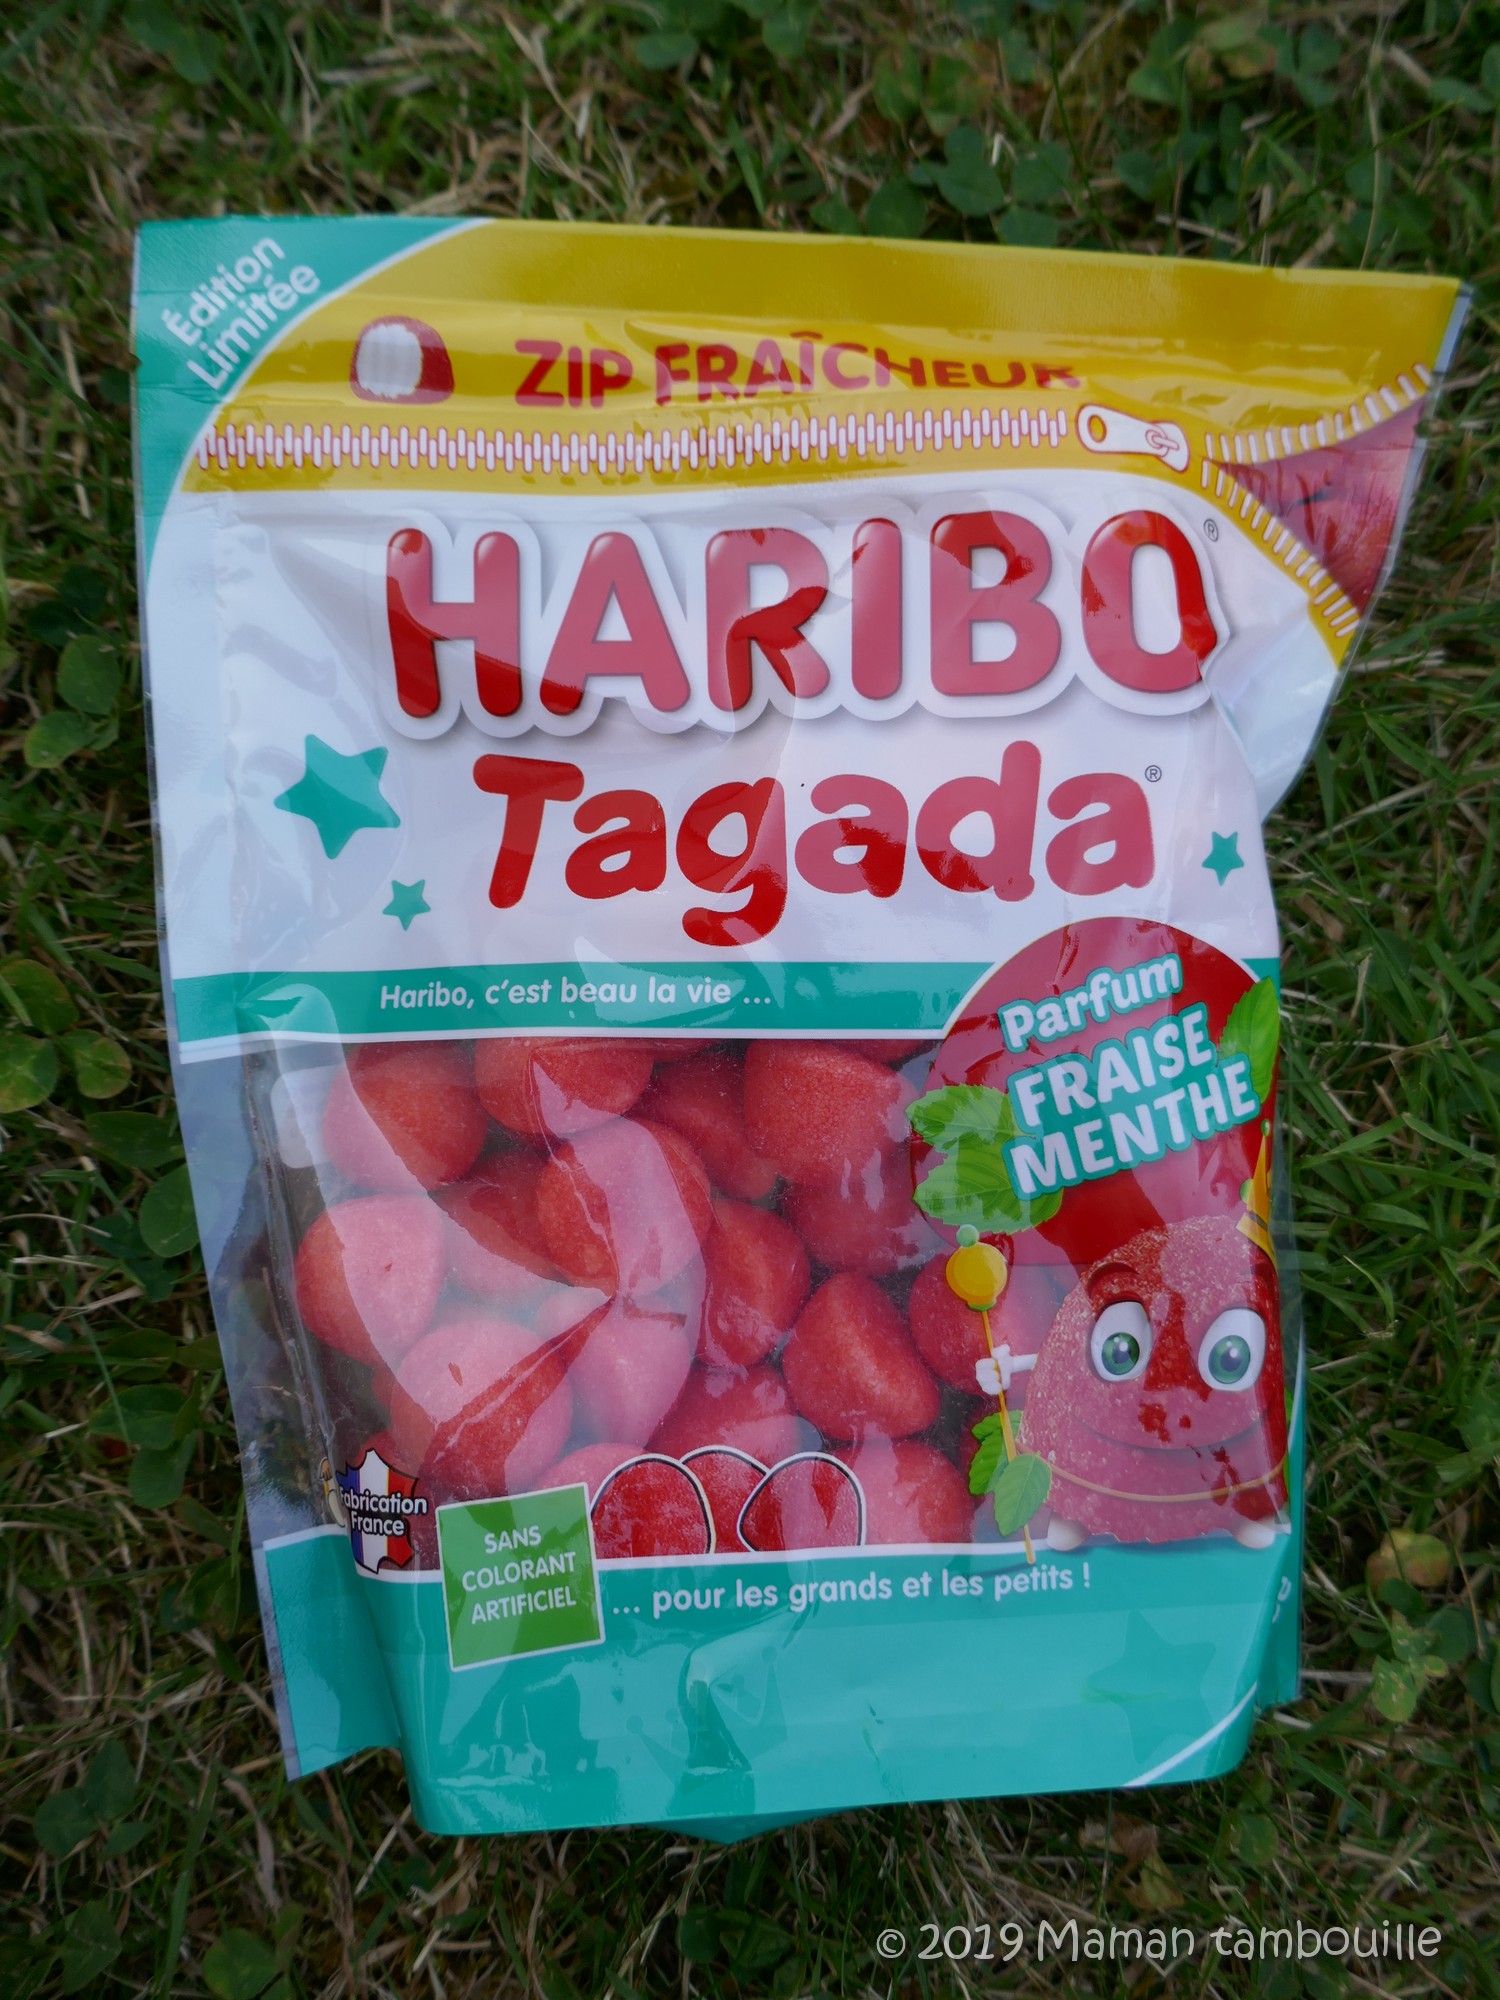 Édition
Limitée
ZIP FRAÎCHEUR
HARIBO®
Tagada®
Haribo, c'est beau la vie ...
Parfum
FRAISE
MENTHE
Fabrication
France
SANS
COLORANT
ARTIFICIEL
... pour les grands et les petits !
© 2019 Maman tambouille